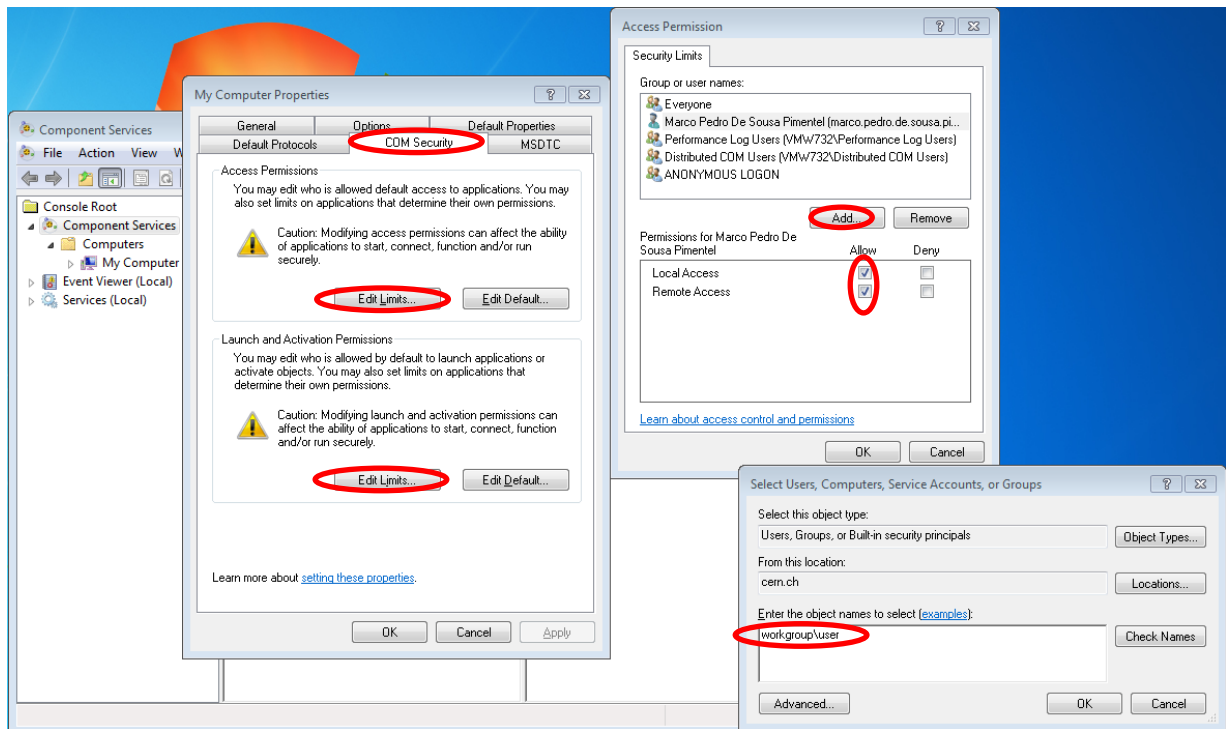 Component Services
File Action View W
Console Root
Component Services
Computers
My Computer
Event Viewer (Local)
Services (Local)
My Computer Properties
General Options Default Properties
Default Protocols COM Security MSDTC
Access Permissions
You may edit who is allowed default access to applications. You may
also set limits on applications that determine their own permissions.
Caution: Modifying access permissions can affect the ability
of applications to start, connect, function and/or run
securely.
Edit Limits... Edit Default...
Launch and Activation Permissions
You may edit who is allowed by default to launch applications or
activate objects. You may also set limits on applications that
determine their own permissions.
Caution: Modifying launch and activation permissions can
affect the ability of applications to start, connect, function
and/or run securely.
Edit Limits... Edit Default...
Learn more about setting these properties.
OK Cancel Apply
Access Permission
Security Limits
Group or user names:
Everyone
Marco Pedro De Sousa Pimentel (marco.pedro.de.sousa.pi...
Performance Log Users (VMW732\Performance Log Users)
Distributed COM Users (VMW732\Distributed COM Users)
ANONYMOUS LOGON
Add... Remove
Permissions for Marco Pedro De
Sousa Pimentel Allow Deny
Local Access
Remote Access
Learn about access control and permissions
OK Cancel
Select Users, Computers, Service Accounts, or Groups
Select this object type:
Users, Groups, or Built-in security principals Object Types...
From this location:
cern.ch Locations...
Enter the object names to select (examples):
workgroup\user Check Names
Advanced... OK Cancel